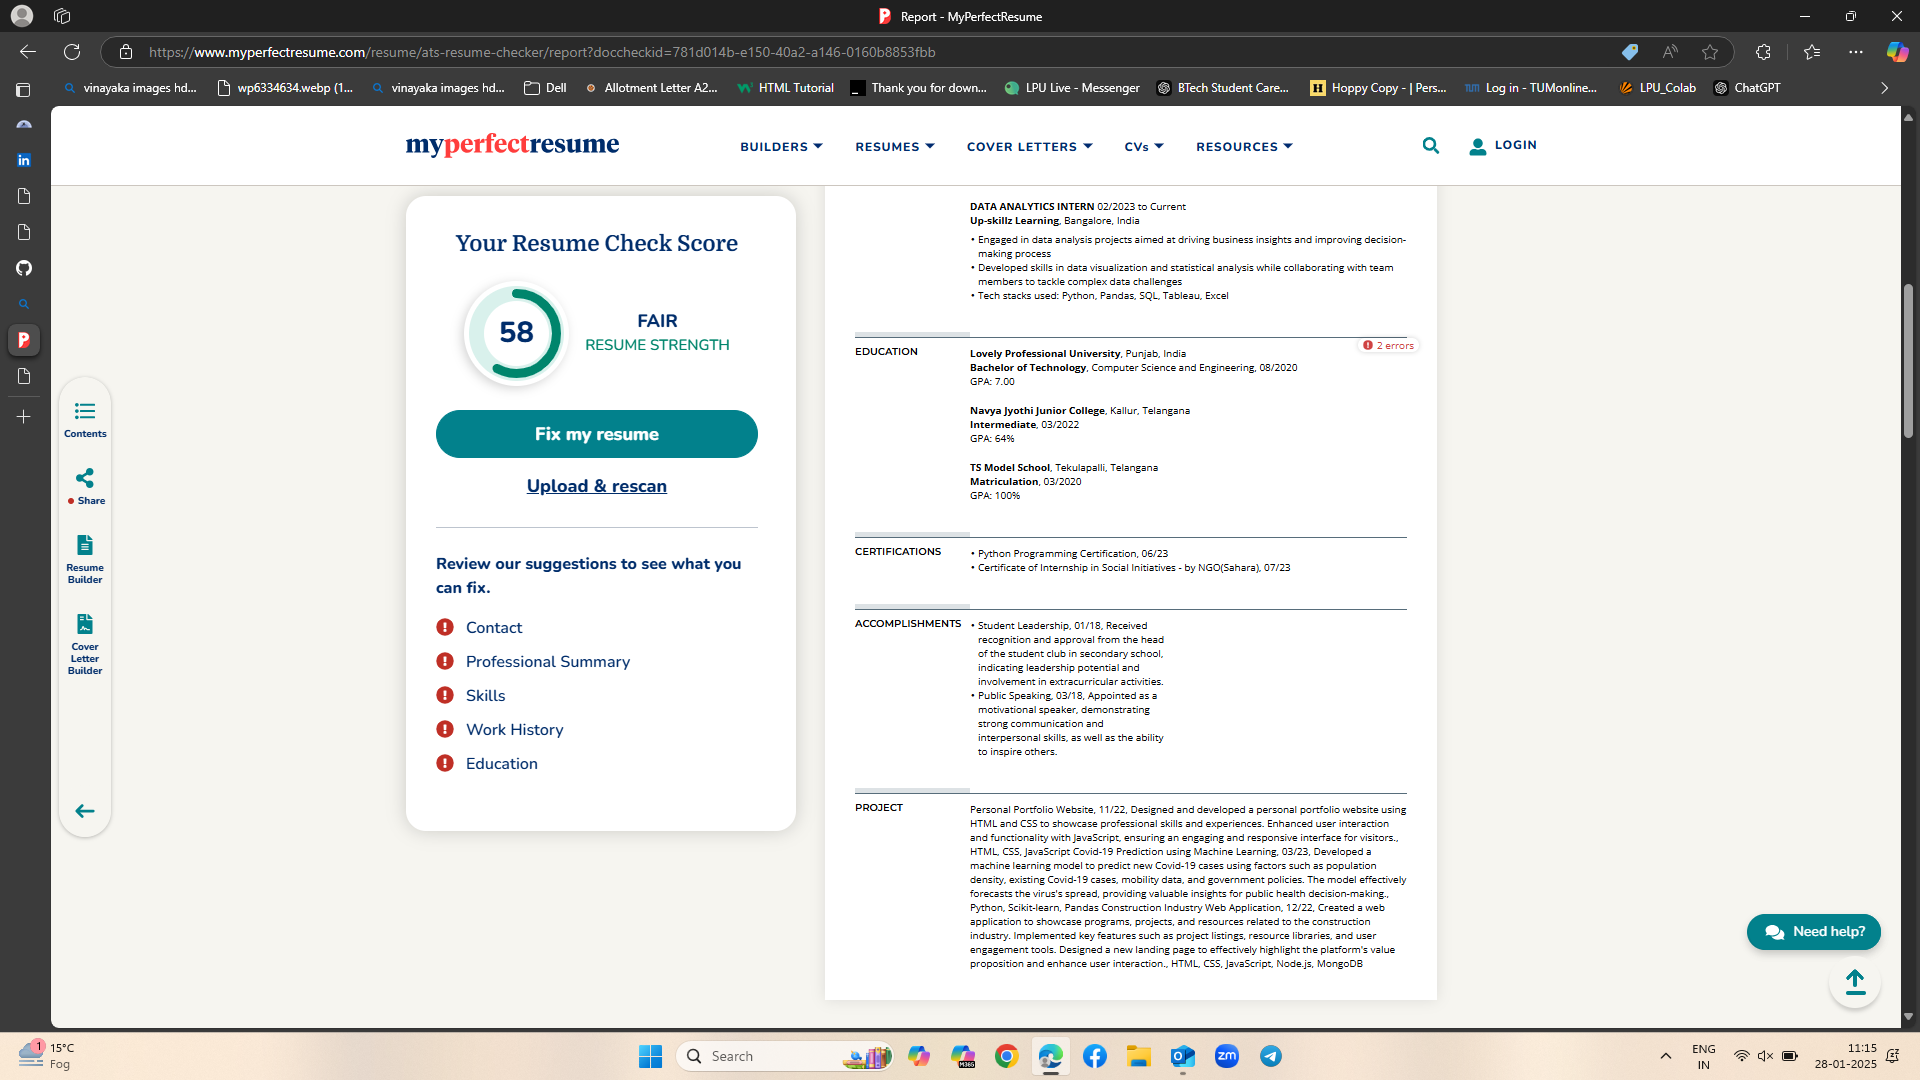 Report - MyPerfectResume
https://www.myperfectresume.com/resume/ats-resume-checker/report?doccheckid=781d014b-e150-40a2-a146-0160b8853fbb
vinayaka images hd...
wp6334634.webp (1...
vinayaka images hd...
Dell
Allotment Letter A2...
HTML Tutorial
Thank you for down...
LPU Live - Messenger
BTech Student Care...
Hoppy Copy - | Pers...
Log in - TUMonline...
LPU_Colab
ChatGPT
myperfectresume
BUILDERS
RESUMES
COVER LETTERS
CVs
RESOURCES
LOGIN
Contents
Share
Resume
Builder
Cover
Letter
Builder
Your Resume Check Score
58
FAIR
RESUME STRENGTH
Fix my resume
Upload & rescan
Review our suggestions to see what you
can fix.
Contact
Professional Summary
Skills
Work History
Education
DATA ANALYTICS INTERN 02/2023 to Current
Up-skillz Learning, Bangalore, India
• Engaged in data analysis projects aimed at driving business insights and improving decision-
making process
• Developed skills in data visualization and statistical analysis while collaborating with team
members to tackle complex data challenges
• Tech stacks used: Python, Pandas, SQL, Tableau, Excel
2 errors
EDUCATION
Lovely Professional University, Punjab, India
Bachelor of Technology, Computer Science and Engineering, 08/2020
GPA: 7.00
Navya Jyothi Junior College, Kallur, Telangana
Intermediate, 03/2022
GPA: 64%
TS Model School, Tekulapalli, Telangana
Matriculation, 03/2020
GPA: 100%
CERTIFICATIONS
• Python Programming Certification, 06/23
• Certificate of Internship in Social Initiatives - by NGO(Sahara), 07/23
ACCOMPLISHMENTS
• Student Leadership, 01/18, Received
recognition and approval from the head
of the student club in secondary school,
indicating leadership potential and
involvement in extracurricular activities.
• Public Speaking, 03/18, Appointed as a
motivational speaker, demonstrating
strong communication and
interpersonal skills, as well as the ability
to inspire others.
PROJECT
Personal Portfolio Website, 11/22, Designed and developed a personal portfolio website using
HTML and CSS to showcase professional skills and experiences. Enhanced user interaction
and functionality with JavaScript, ensuring an engaging and responsive interface for visitors.,
HTML, CSS, JavaScript Covid-19 Prediction using Machine Learning, 03/23, Developed a
machine learning model to predict new Covid-19 cases using factors such as population
density, existing Covid-19 cases, mobility data, and government policies. The model effectively
forecasts the virus's spread, providing valuable insights for public health decision-making.,
Python, Scikit-learn, Pandas Construction Industry Web Application, 12/22, Created a web
application to showcase programs, projects, and resources related to the construction
industry. Implemented key features such as project listings, resource libraries, and user
engagement tools. Designed a new landing page to effectively highlight the platform's value
proposition and enhance user interaction., HTML, CSS, JavaScript, Node.js, MongoDB
Need help?
1
15°C
Fog
Search
M365
zm
ENG
IN
11:15
28-01-2025